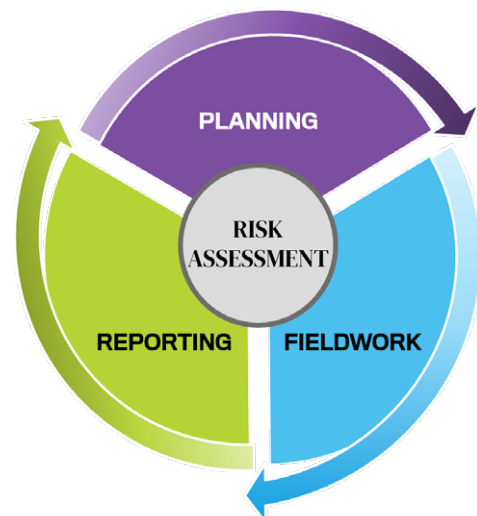 PLANNING
RISK
ASSESSMENT
REPORTING
FIELDWORK